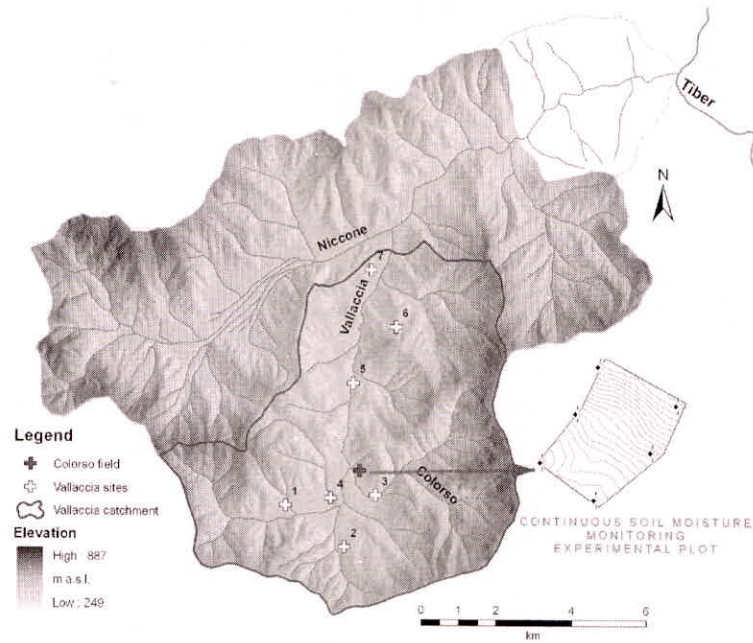 Tiber
N
Niccone
7
Vallaccia
6
5
Legend
Colorso field
Vallaccia sites
Vallaccia catchment
Elevation
High : 887
m a.s.l.
Low : 249
1
4
3
2
Colorso
CONTINUOUS SOIL MOISTURE
MONITORING
EXPERIMENTAL PLOT
0 1 2 4 6
km